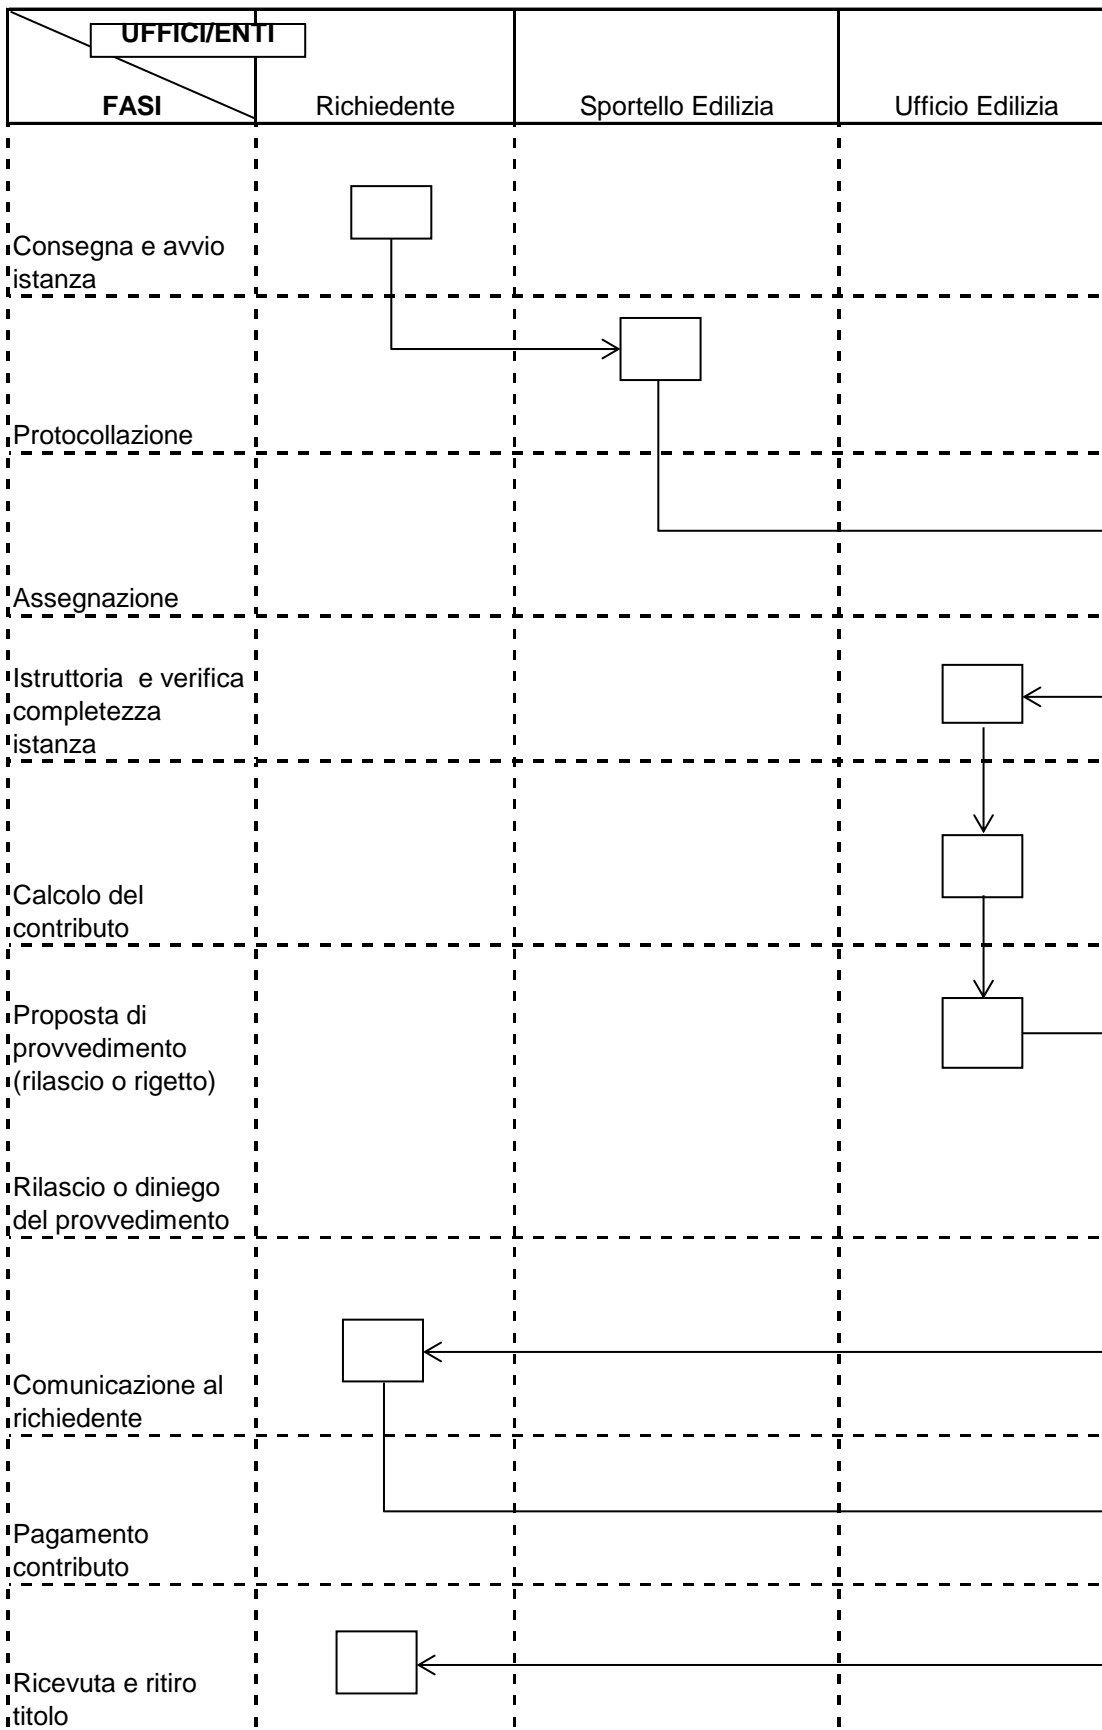 UFFICI/ENTI
FASI
Richiedente
Sportello Edilizia
Ufficio Edilizia
Consegna e avvio
istanza
Protocollazione
Assegnazione
Istruttoria e verifica
completezza
istanza
Calcolo del
contributo
Proposta di
provvedimento
(rilascio o rigetto)
Rilascio o diniego
del provvedimento
Comunicazione al
richiedente
Pagamento
contributo
Ricevuta e ritiro
titolo